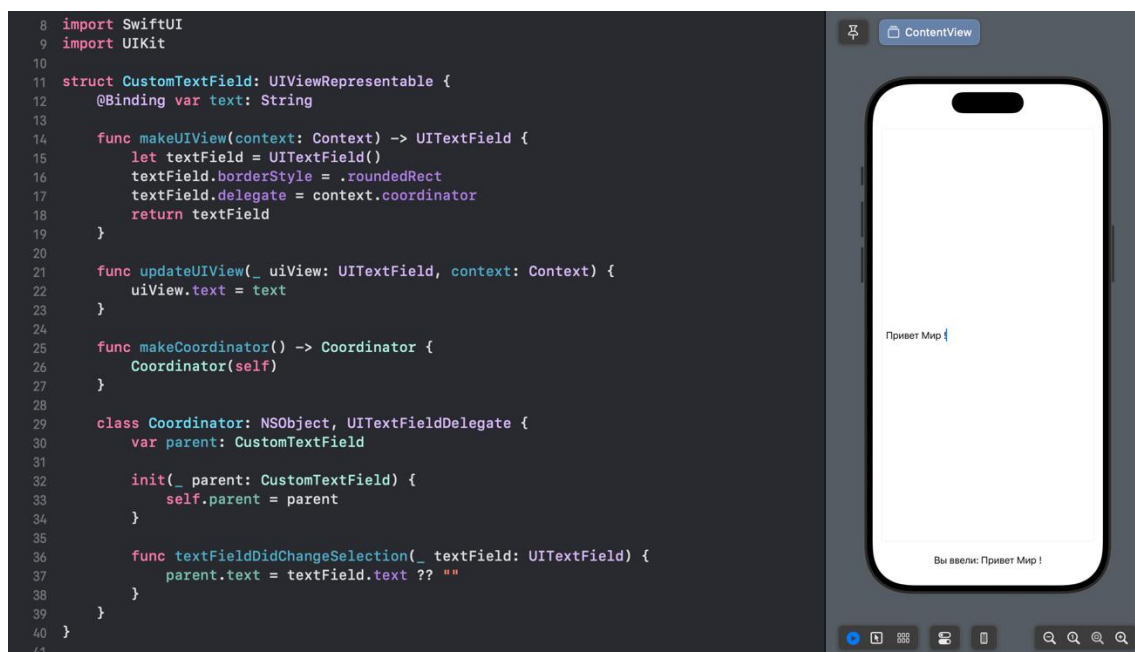 8 import SwiftUI
9 import UIKit
10
11 struct CustomTextField: UIViewRepresentable {
12 @Binding var text: String
13
14 func makeUIView(context: Context) -> UITextField {
15 let textField = UITextField()
16 textField.borderStyle = .roundedRect
17 textField.delegate = context.coordinator
18 return textField
19 }
20
21 func updateUIView(_ uiView: UITextField, context: Context) {
22 uiView.text = text
23 }
24
25 func makeCoordinator() -> Coordinator {
26 Coordinator(self)
27 }
28
29 class Coordinator: NSObject, UITextFieldDelegate {
30 var parent: CustomTextField
31
32 init(_ parent: CustomTextField) {
33 self.parent = parent
34 }
35
36 func textFieldDidChangeSelection(_ textField: UITextField) {
37 parent.text = textField.text ?? ""
38 }
39 }
40 }
41
ContentView
Привет Мир !
Вы ввели: Привет Мир !